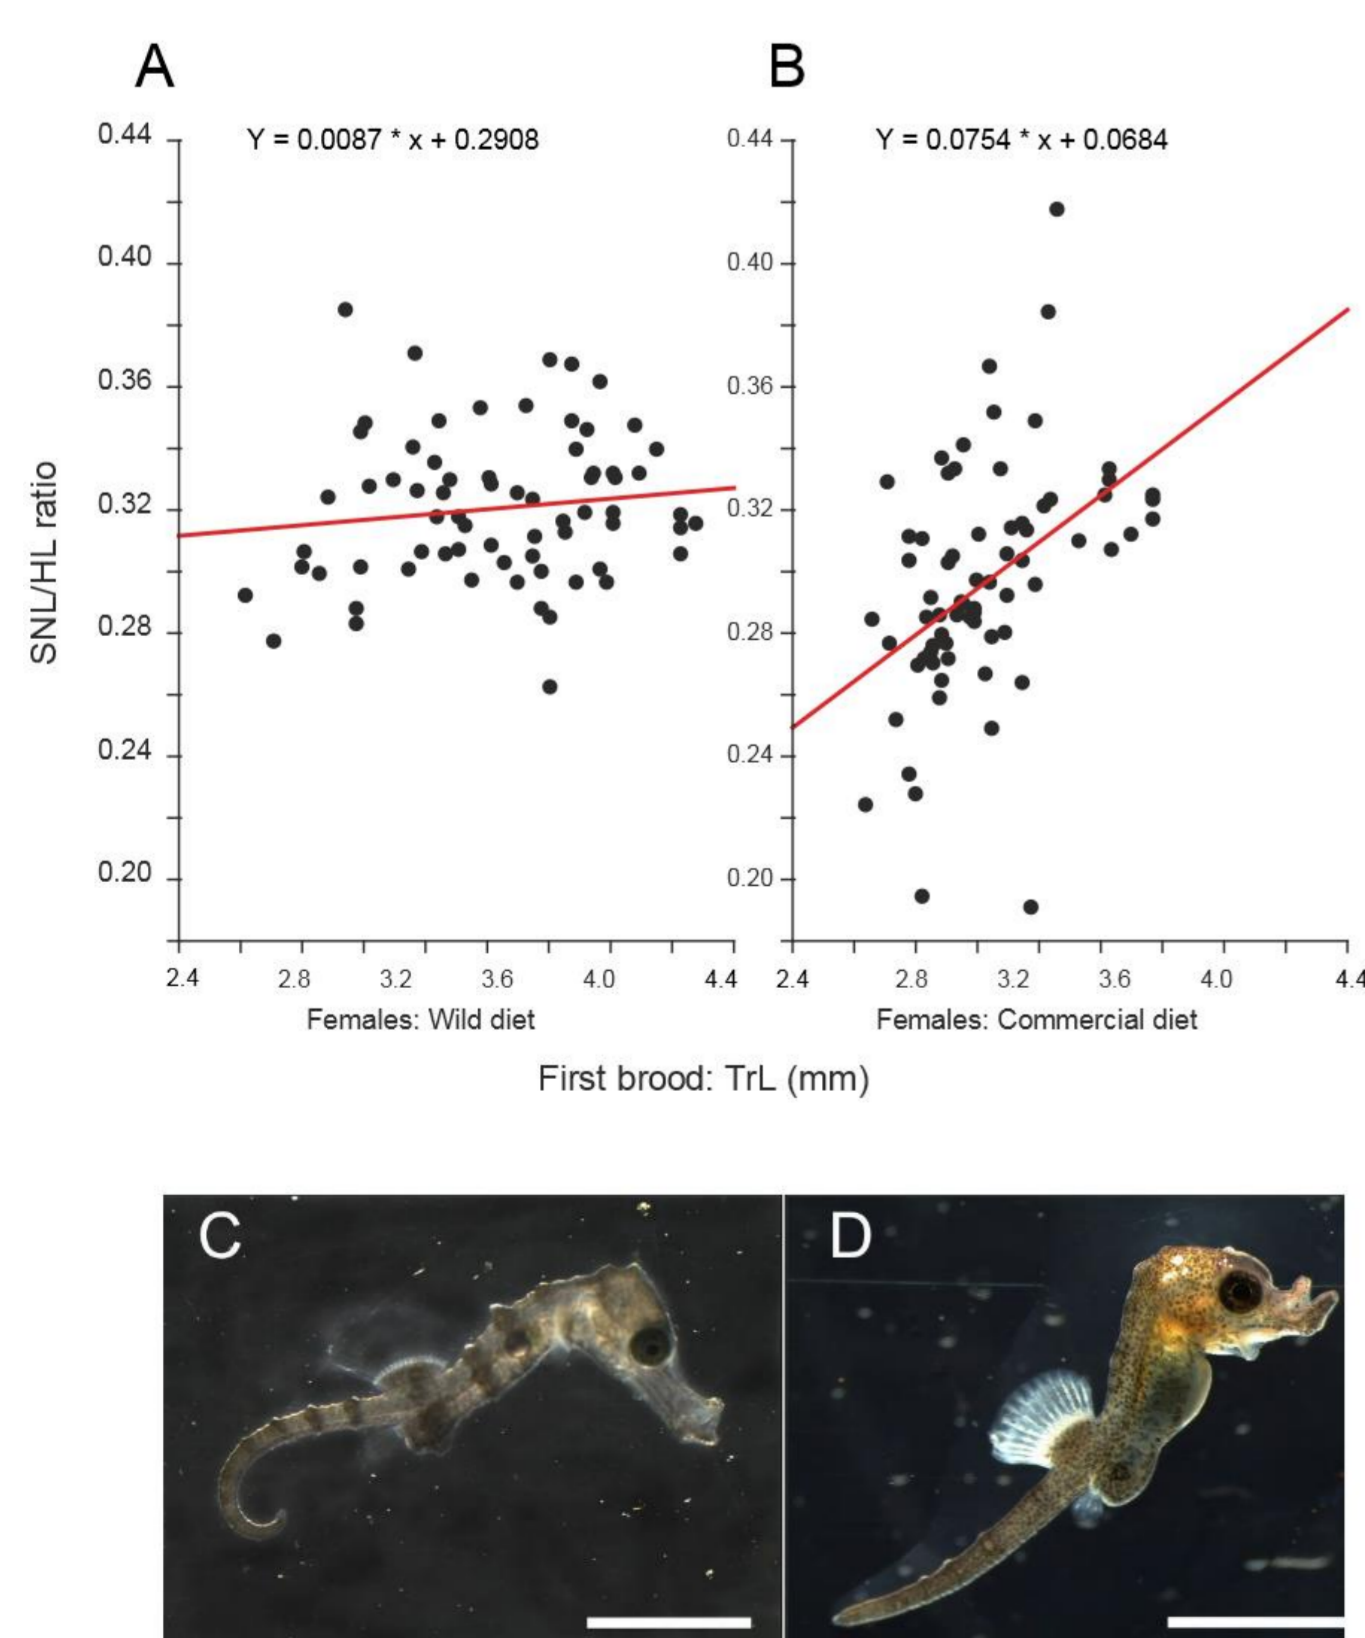 A
B
Y = 0.0087 * x + 0.2908
Y = 0.0754 * x + 0.0684
SNL/HL ratio
0.44
0.40
0.36
0.32
0.28
0.24
0.20
0.44
0.40
0.36
0.32
0.28
0.24
0.20
2.4 2.8 3.2 3.6 4.0 4.4
2.4 2.8 3.2 3.6 4.0 4.4
Females: Wild diet
Females: Commercial diet
First brood: TrL (mm)
C
D